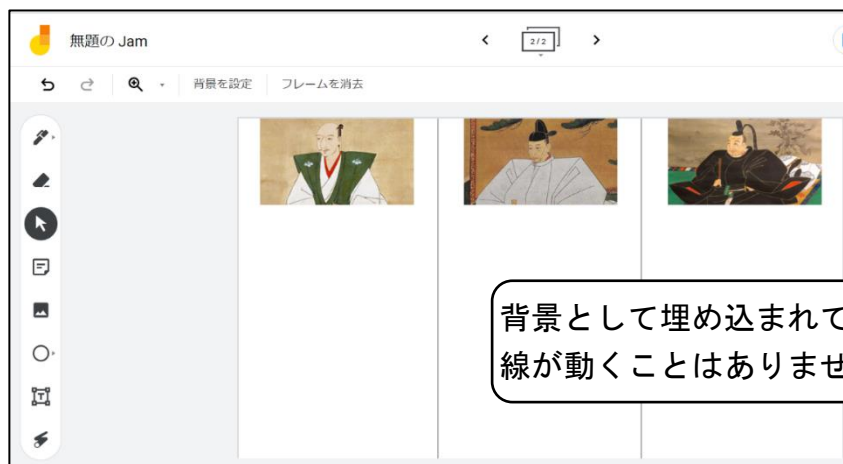 無題の Jam
2/2
背景を設定 フレームを消去
背景として埋め込まれて
線が動くことはありませ